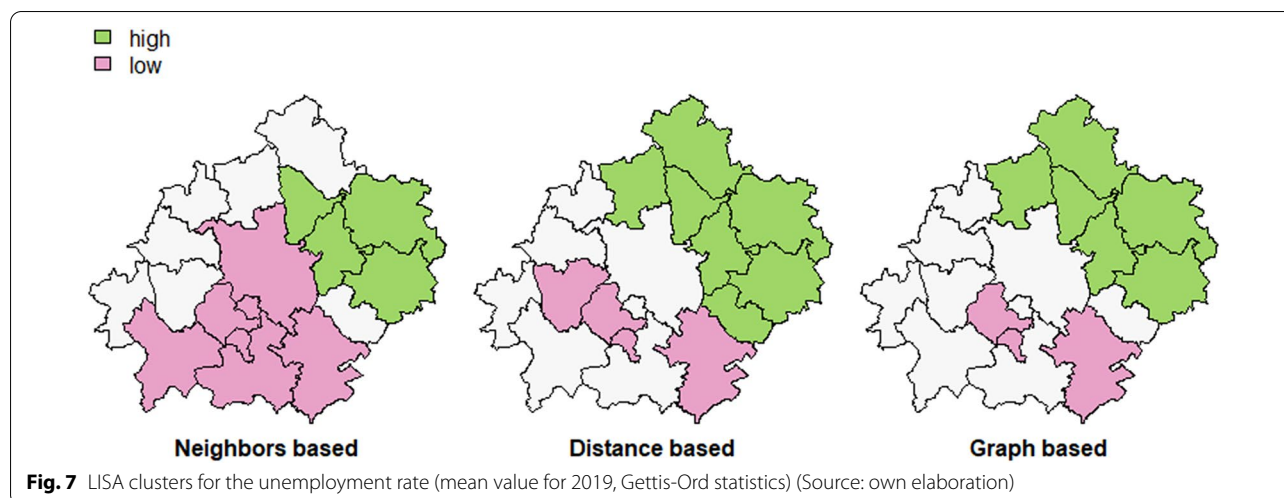 high
low
Neighbors based
Distance based
Graph based
Fig. 7 LISA clusters for the unemployment rate (mean value for 2019, Gettis-Ord statistics) (Source: own elaboration)